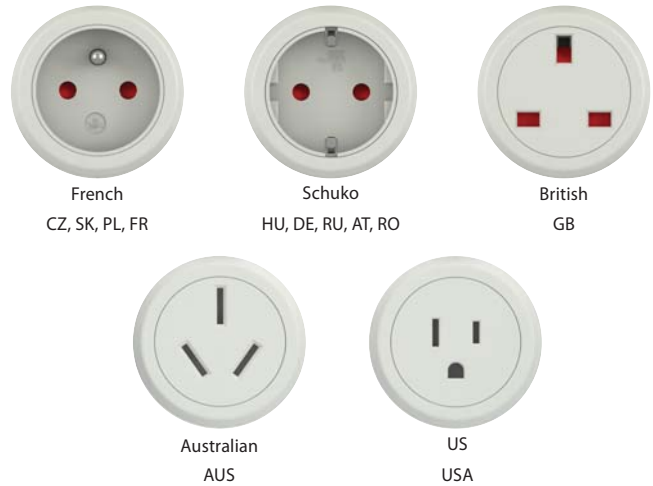 French
CZ, SK, PL, FR
Schuko
HU, DE, RU, AT, RO
British
GB
Australian
AUS
US
USA